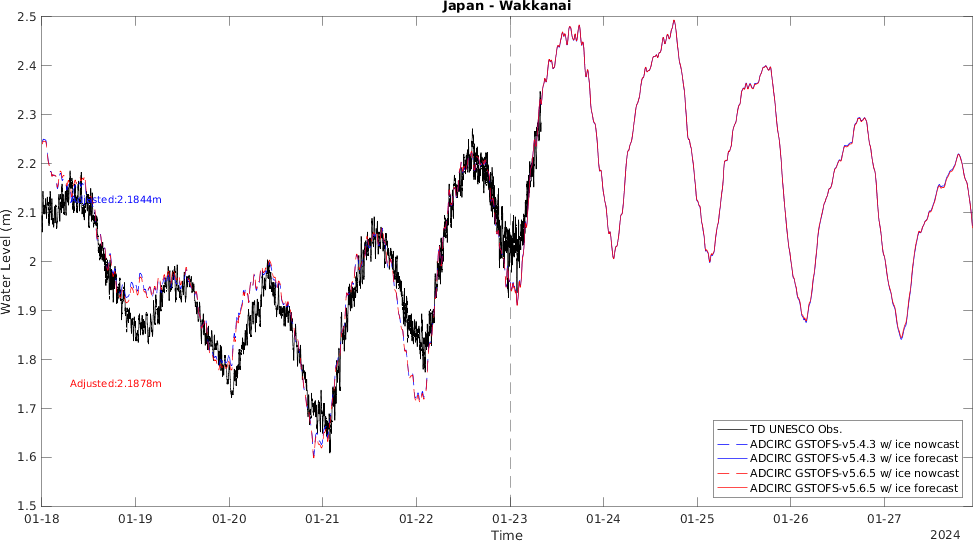 Japan - Wakkanai
2.5
2.4
2.3
2.2
2.1
2
1.9
1.8
1.7
1.6
1.5
Water Level (m)
Adjusted:2.1844m
Adjusted:2.1878m
TD UNESCO Obs.
ADCIRC GSTOFS-v5.4.3 w/ ice nowcast
ADCIRC GSTOFS-v5.4.3 w/ ice forecast
ADCIRC GSTOFS-v5.6.5 w/ ice nowcast
ADCIRC GSTOFS-v5.6.5 w/ ice forecast
01-18 01-19 01-20 01-21 01-22 01-23 01-24 01-25 01-26 01-27
Time
2024